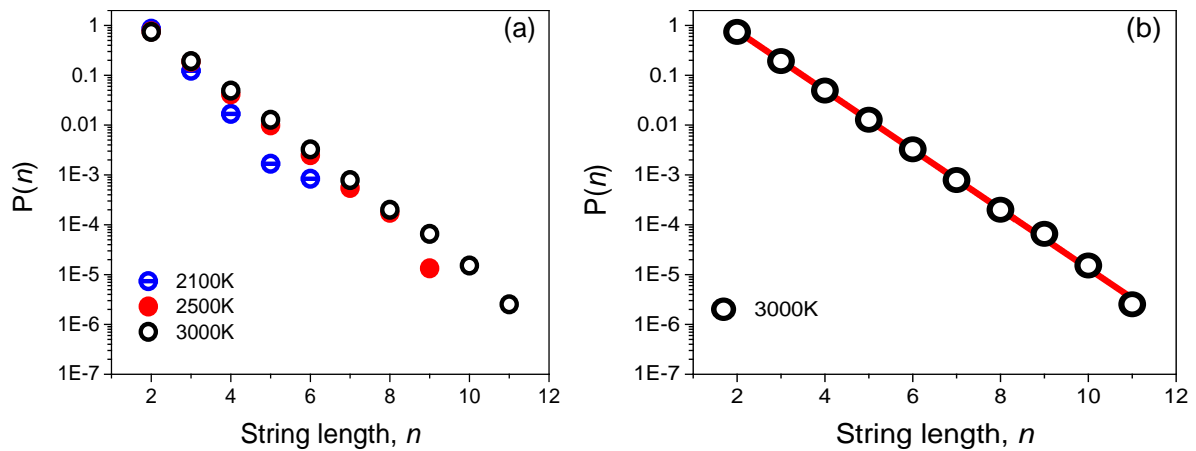 (a)
P(n)
1
0.1
0.01
1E-3
1E-4
1E-5
1E-6
1E-7
2100K
2500K
3000K
2 4 6 8 10 12
String length, n
(b)
P(n)
1
0.1
0.01
1E-3
1E-4
1E-5
1E-6
1E-7
3000K
2 4 6 8 10 12
String length, n